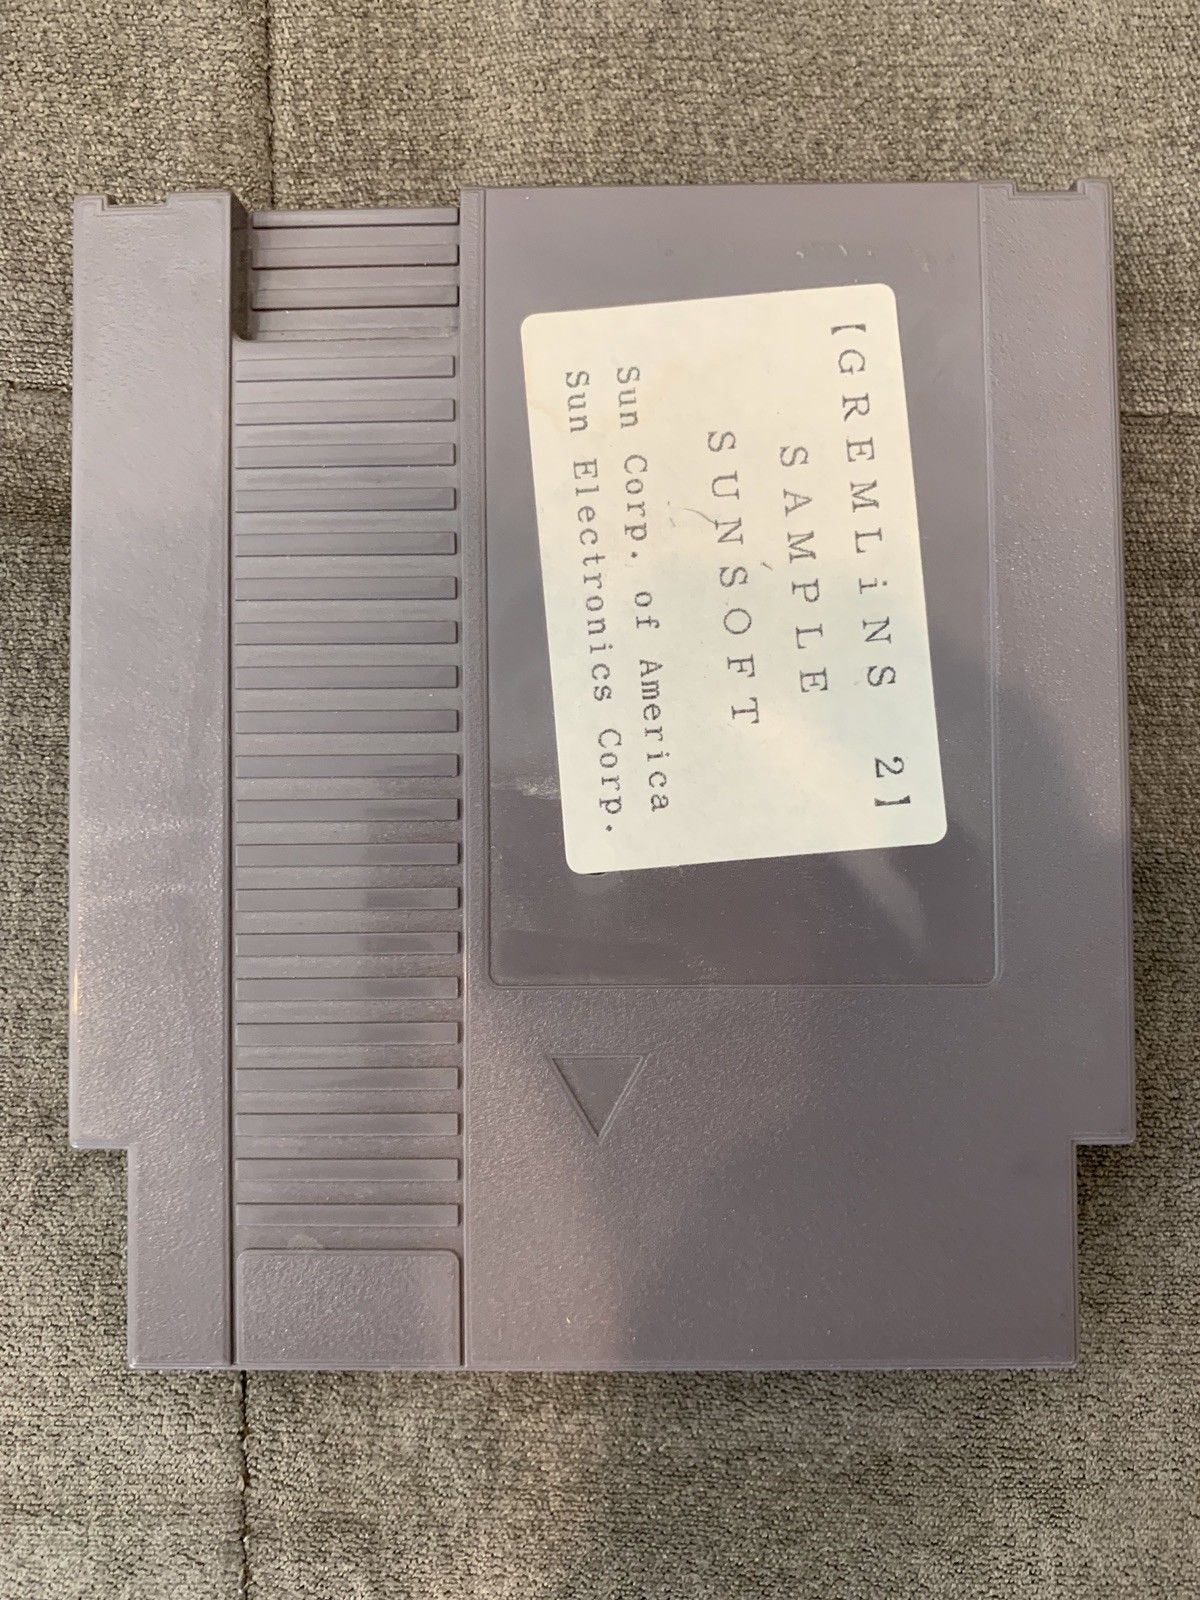 【GREMLiNS 2】
SAMPLE
SUNSOFT
Sun Corp. of America
Sun Electronics Corp.